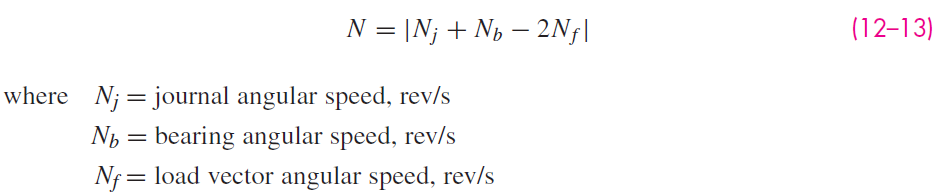 N = |N_j + N_b − 2N_f| (12–13)
where N_j = journal angular speed, rev/s
N_b = bearing angular speed, rev/s
N_f = load vector angular speed, rev/s